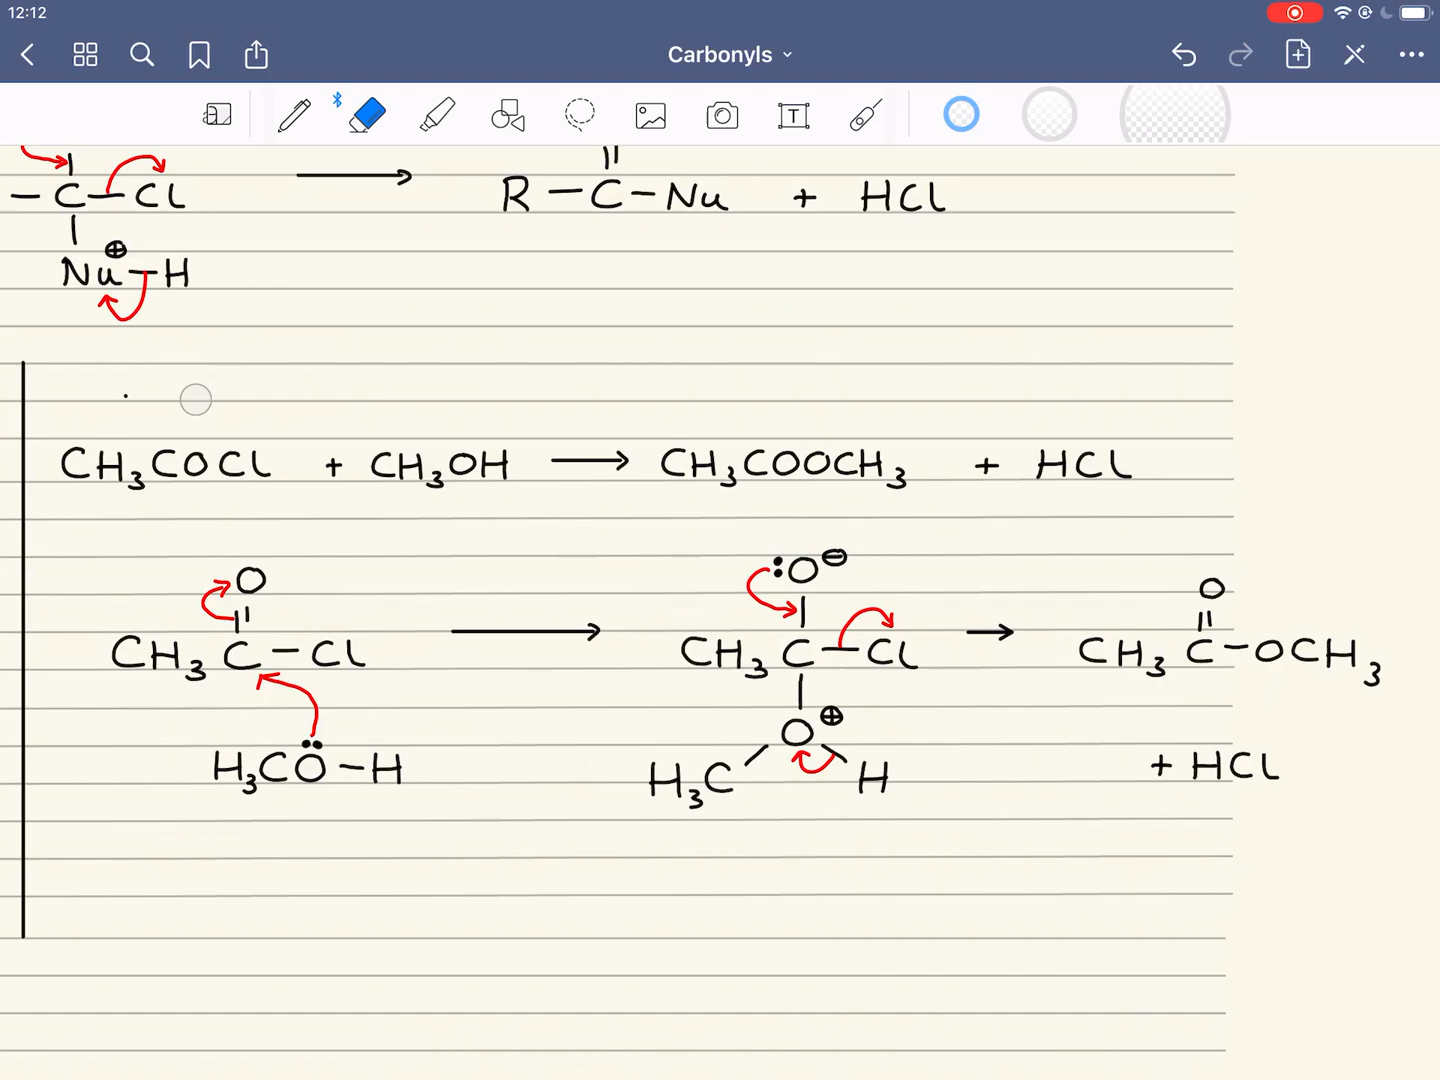 12:12
Carbonyls
T
– C – Cl ⟶ R – C – Nu + HCl
⊕
Nu – H
CH₃COCl + CH₃OH ⟶ CH₃COOCH₃ + HCl
O :O ⊖ O
CH₃ C – Cl ⟶ CH₃ C – Cl ⟶ CH₃ C – OCH₃
O ⊕
H₃CÖ – H H₃C H + HCl